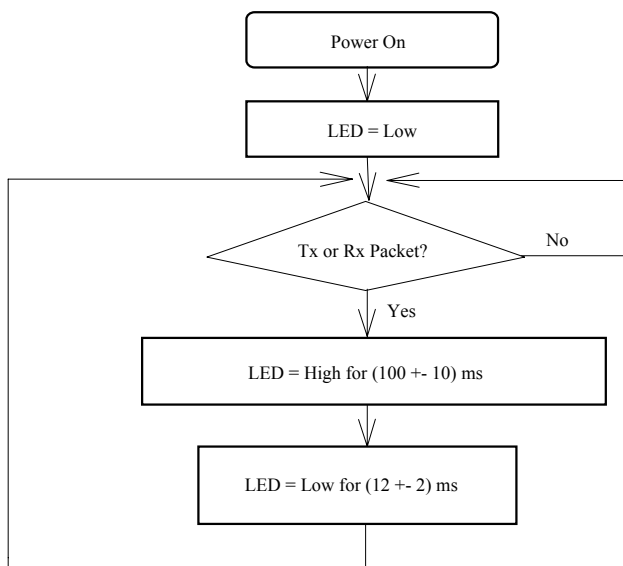 Power On
LED = Low
Tx or Rx Packet?
No
Yes
LED = High for (100 +- 10) ms
LED = Low for (12 +- 2) ms